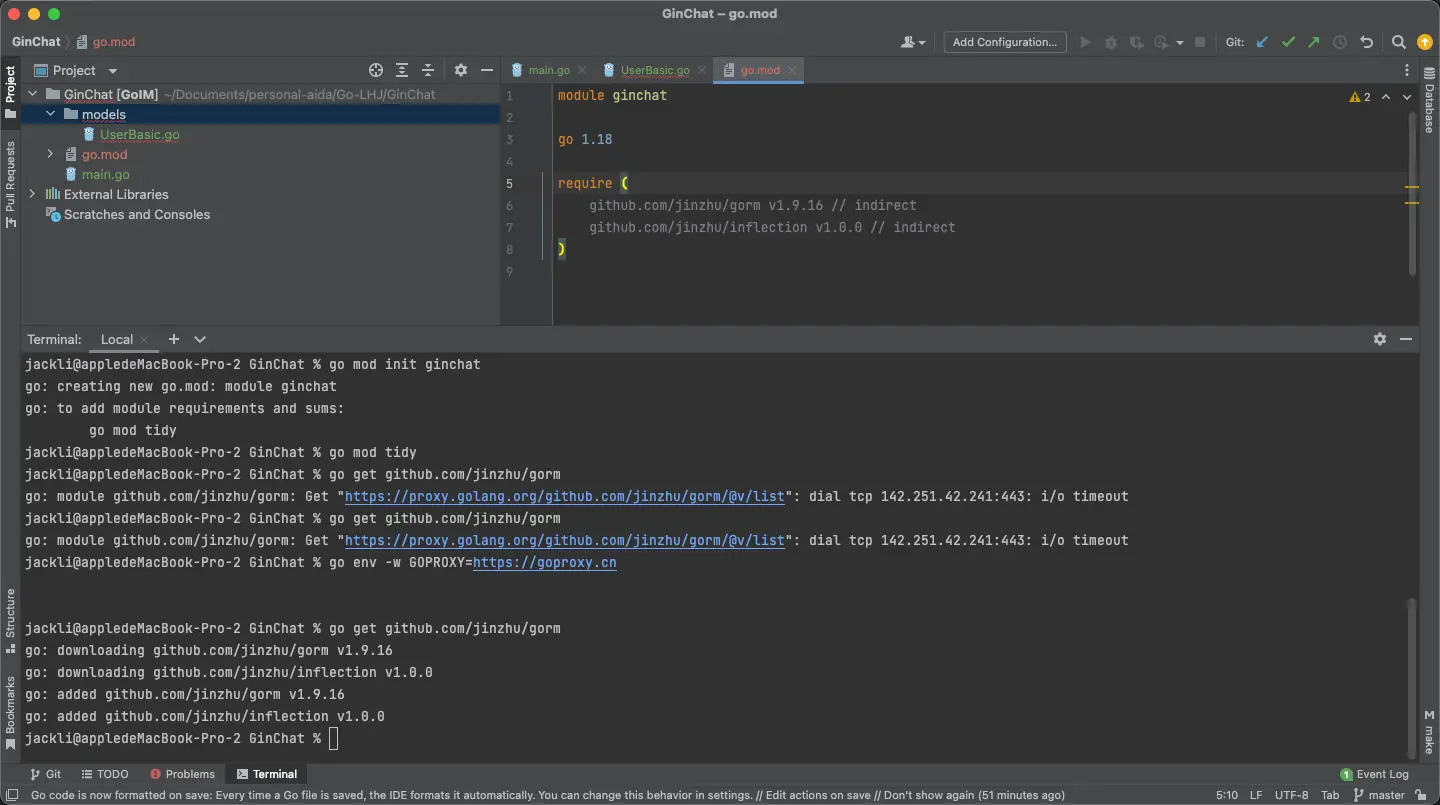 GinChat – go.mod
GinChat go.mod
Add Configuration...
Git:
Project
main.go
UserBasic.go
go.mod
Project
GinChat [GoIM] ~/Documents/personal-aida/Go-LHJ/GinChat
models
UserBasic.go
go.mod
main.go
External Libraries
Scratches and Consoles
Pull Requests
1 module ginchat
2
3 go 1.18
4
5 require (
6 github.com/jinzhu/gorm v1.9.16 // indirect
7 github.com/jinzhu/inflection v1.0.0 // indirect
8 )
9
2
Database
Terminal: Local
jackli@appledeMacBook-Pro-2 GinChat % go mod init ginchat
go: creating new go.mod: module ginchat
go: to add module requirements and sums:
go mod tidy
jackli@appledeMacBook-Pro-2 GinChat % go mod tidy
jackli@appledeMacBook-Pro-2 GinChat % go get github.com/jinzhu/gorm
go: module github.com/jinzhu/gorm: Get "https://proxy.golang.org/github.com/jinzhu/gorm/@v/list": dial tcp 142.251.42.241:443: i/o timeout
jackli@appledeMacBook-Pro-2 GinChat % go get github.com/jinzhu/gorm
go: module github.com/jinzhu/gorm: Get "https://proxy.golang.org/github.com/jinzhu/gorm/@v/list": dial tcp 142.251.42.241:443: i/o timeout
jackli@appledeMacBook-Pro-2 GinChat % go env -w GOPROXY=https://goproxy.cn
jackli@appledeMacBook-Pro-2 GinChat % go get github.com/jinzhu/gorm
go: downloading github.com/jinzhu/gorm v1.9.16
go: downloading github.com/jinzhu/inflection v1.0.0
go: added github.com/jinzhu/gorm v1.9.16
go: added github.com/jinzhu/inflection v1.0.0
jackli@appledeMacBook-Pro-2 GinChat %
Structure
Bookmarks
M make
Git
TODO
Problems
Terminal
1 Event Log
Go code is now formatted on save: Every time a Go file is saved, the IDE formats it automatically. You can change this behavior in settings. // Edit actions on save // Don't show again (51 minutes ago)
5:10 LF UTF-8 Tab master